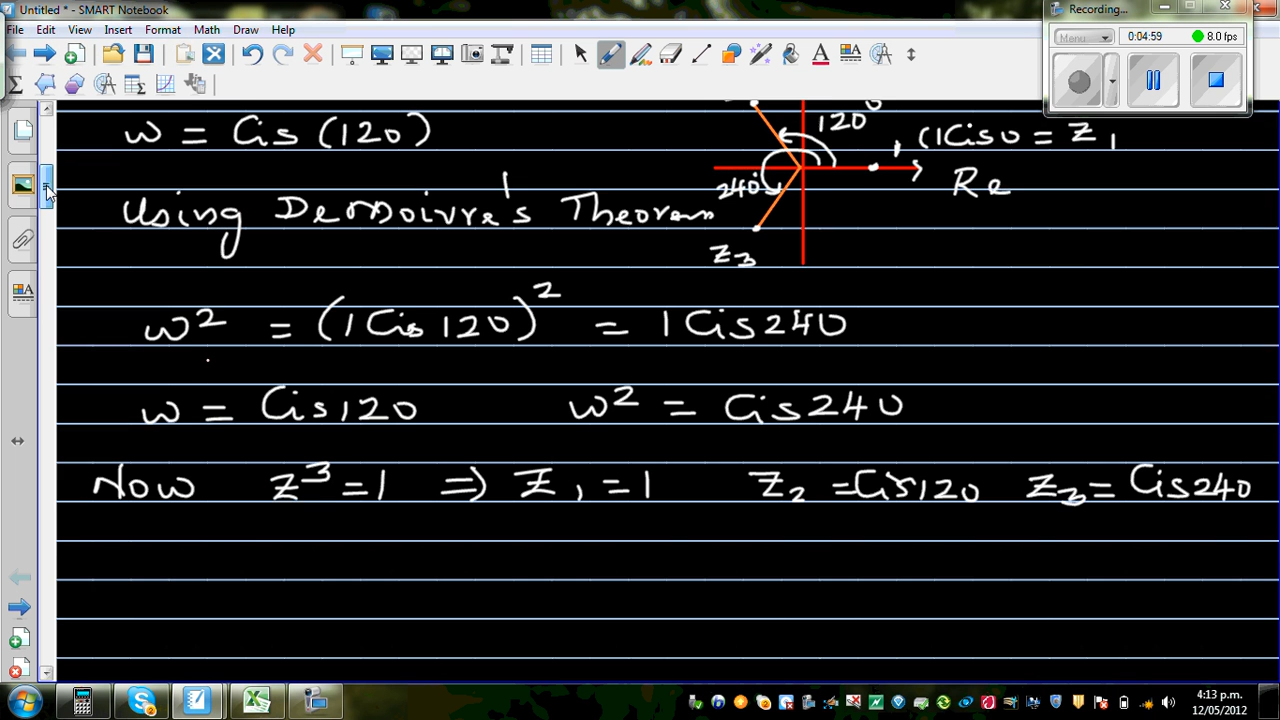 Untitled * - SMART Notebook
Recording...
File Edit View Insert Format Math Draw Help
Menu 0:04:59 8.0 fps
w = Cis (120)
120°
1 (1Cis0 = Z1
Re
240°
Using DeMoivre's Theorem
Z3
w² = (1Cis120)² = 1Cis240
w = Cis120 w² = Cis240
Now z³ = 1 ⇒ Z1 = 1 Z2 = Cis120 Z3 = Cis240
4:13 p.m.
12/05/2012